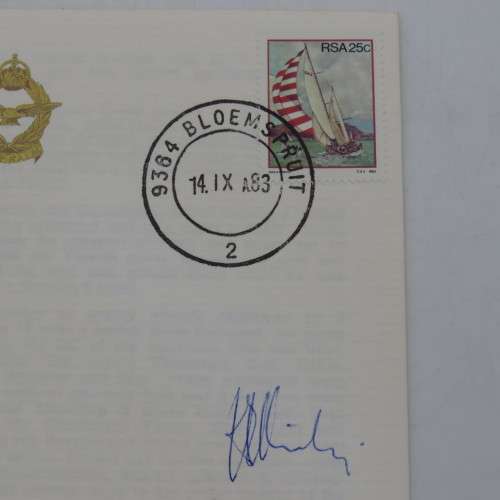 RSA 25c
9364 BLOEMSPRUIT
14. IX A83
2